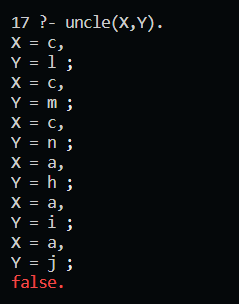 17 ?- uncle(X,Y).
X = c,
Y = l ;
X = c,
Y = m ;
X = c,
Y = n ;
X = a,
Y = h ;
X = a,
Y = i ;
X = a,
Y = j ;
false.